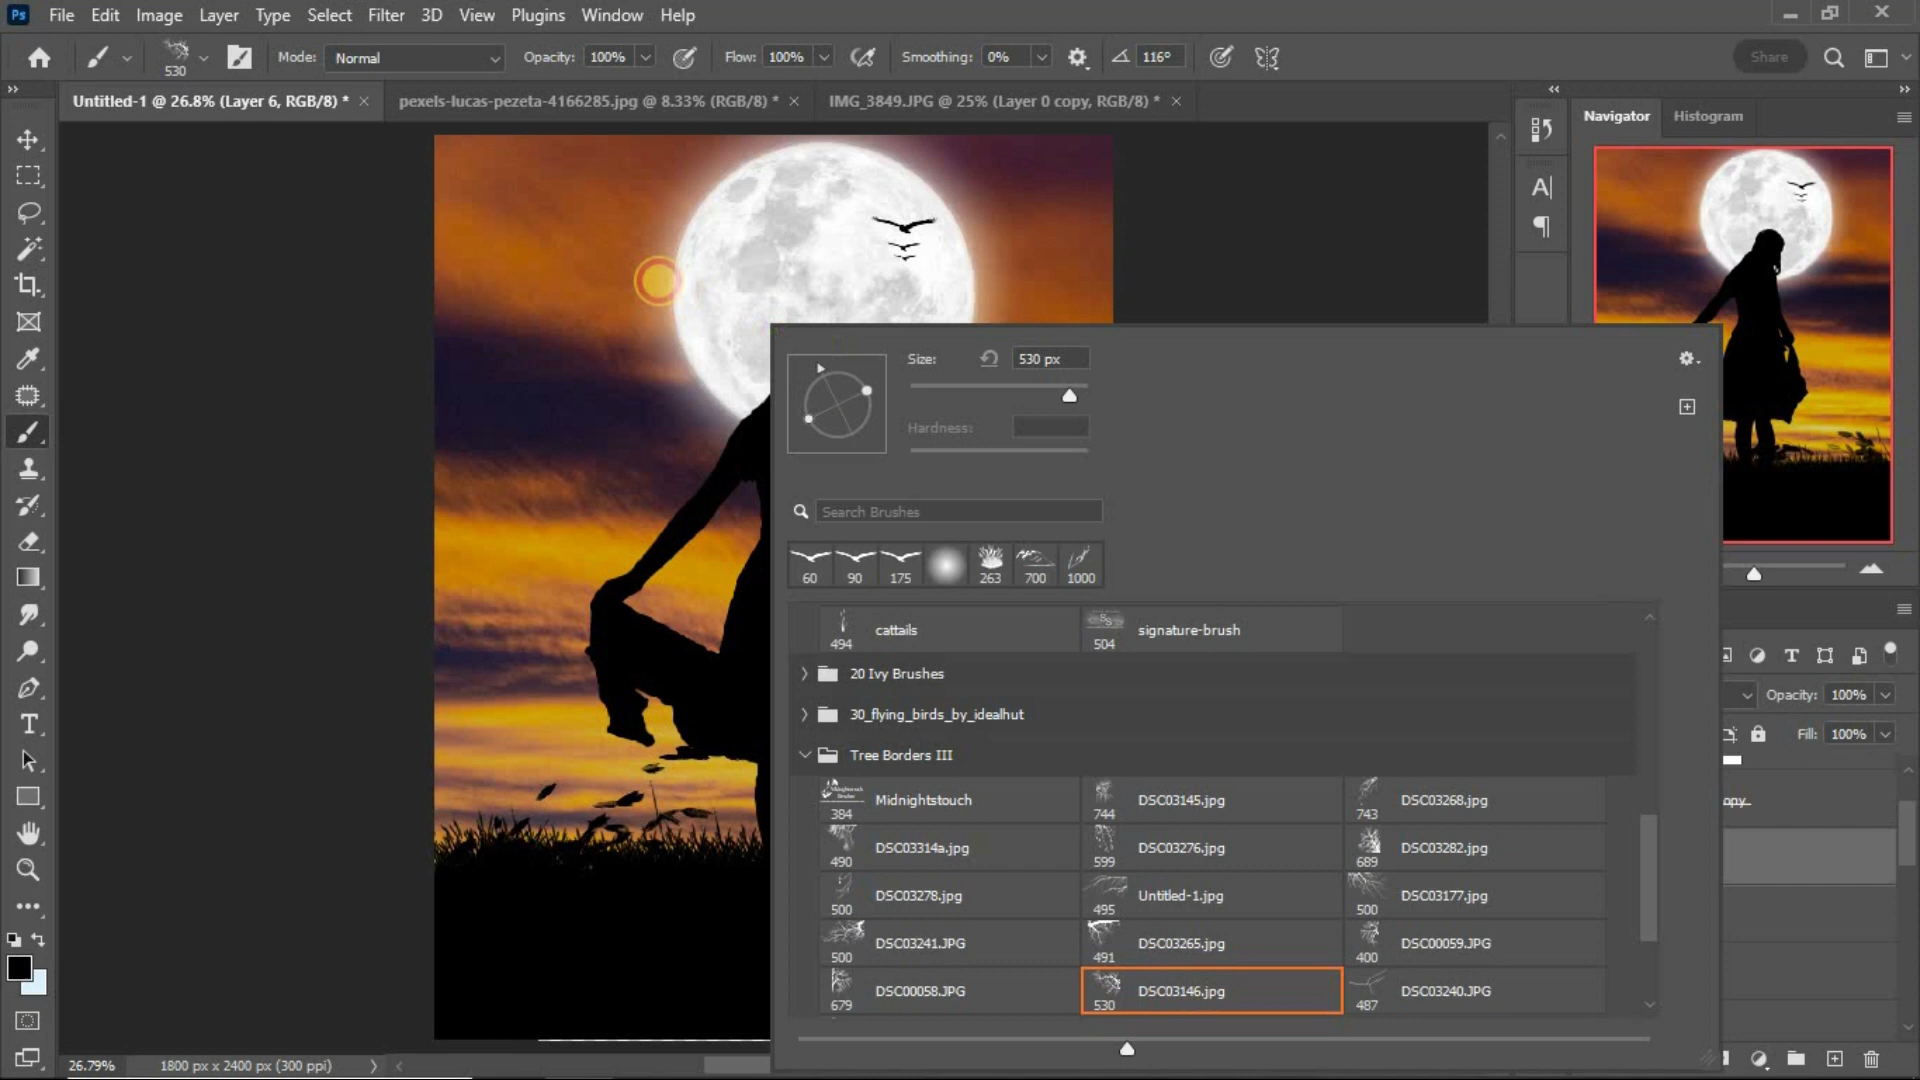 Ps File Edit Image Layer Type Select Filter 3D View Plugins Window Help
530 Mode: Normal Opacity: 100% Flow: 100% Smoothing: 0% 116° Share
Untitled-1 @ 26.8% (Layer 6, RGB/8) * pexels-lucas-pezeta-4166285.jpg @ 8.33% (RGB/8) * IMG_3849.JPG @ 25% (Layer 0 copy, RGB/8) *
Navigator Histogram
Size: 530 px
Hardness:
Search Brushes
60 90 175 263 700 1000
494 cattails 504 signature-brush
20 Ivy Brushes
30_flying_birds_by_idealhut
Tree Borders III
384 Midnightstouch 744 DSC03145.jpg 743 DSC03268.jpg
490 DSC03314a.jpg 599 DSC03276.jpg 689 DSC03282.jpg
500 DSC03278.jpg 495 Untitled-1.jpg 500 DSC03177.jpg
500 DSC03241.JPG 491 DSC03265.jpg 400 DSC00059.JPG
679 DSC00058.JPG 530 DSC03146.jpg 487 DSC03240.JPG
Opacity: 100%
Fill: 100%
opy
26.79% 1800 px x 2400 px (300 ppi)